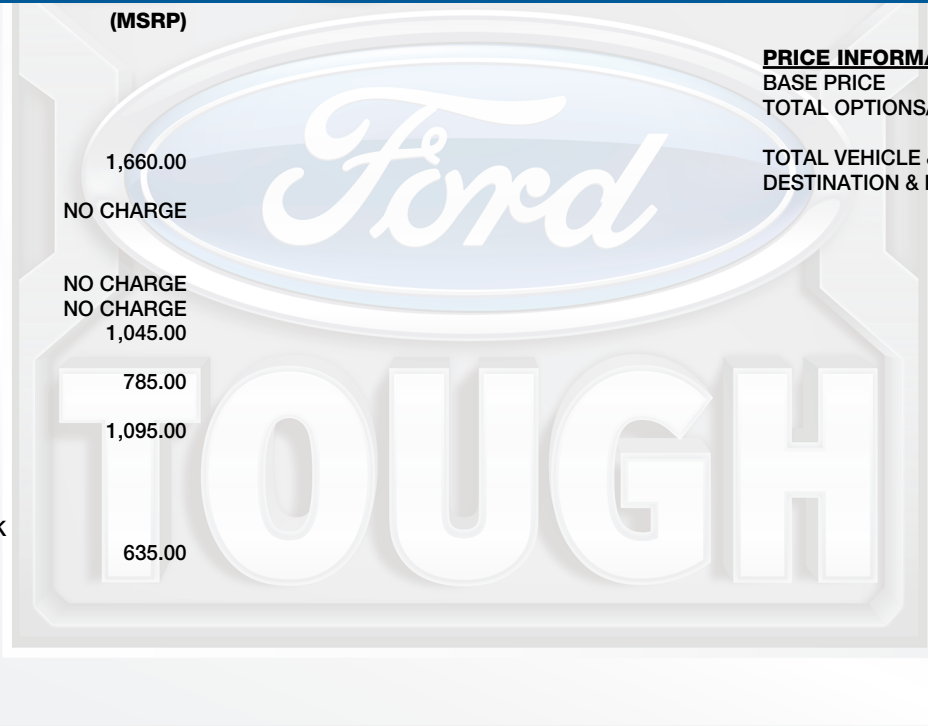 (MSRP)
PRICE INFORMA
BASE PRICE
TOTAL OPTIONS/
1,660.00
TOTAL VEHICLE &
DESTINATION &
NO CHARGE
NO CHARGE
NO CHARGE
1,045.00
785.00
1,095.00
K
635.00
Ford
TOUGH